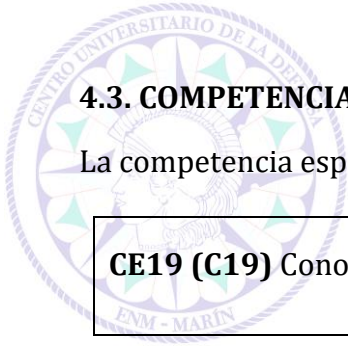 CENTRO UNIVERSITARIO DE LA DEFENSA
4.3. COMPETENCIA
La competencia esp
CE19 (C19) Cono
ENM - MARÍN